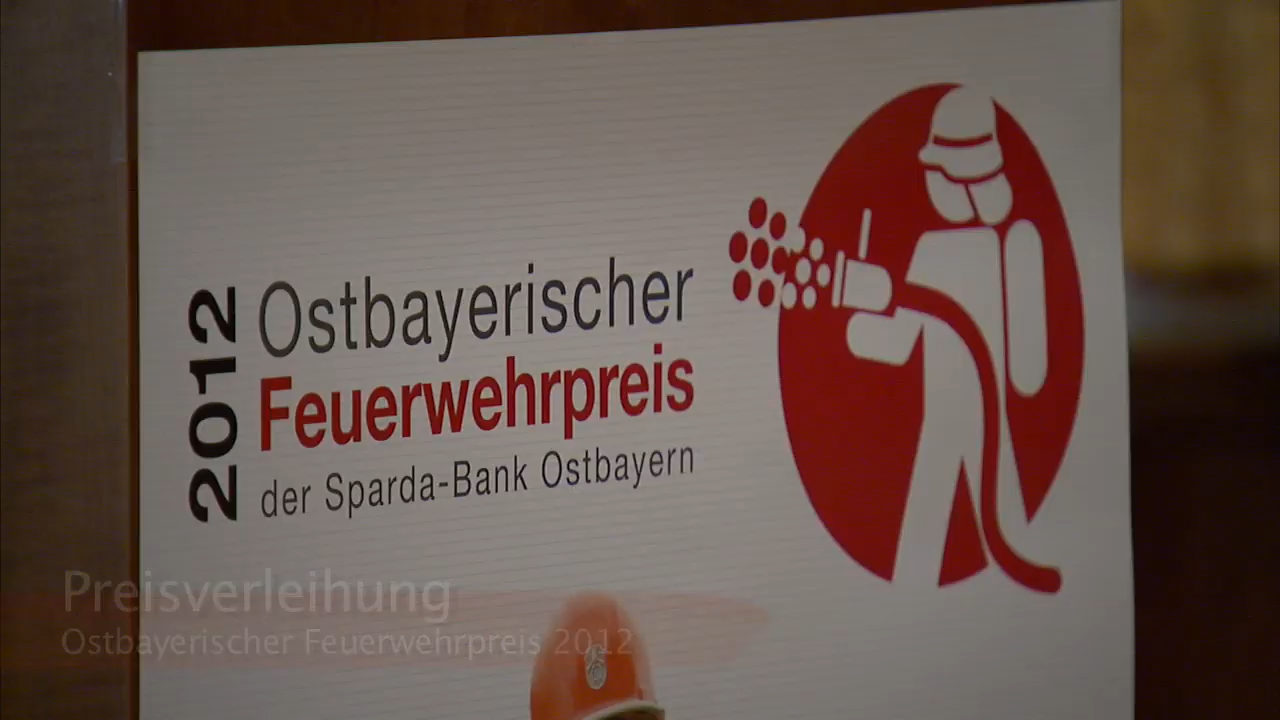 2012
Ostbayerischer
Feuerwehrpreis
der Sparda-Bank Ostbayern
Preisverleihung
Ostbayerischer Feuerwehrpreis 2012